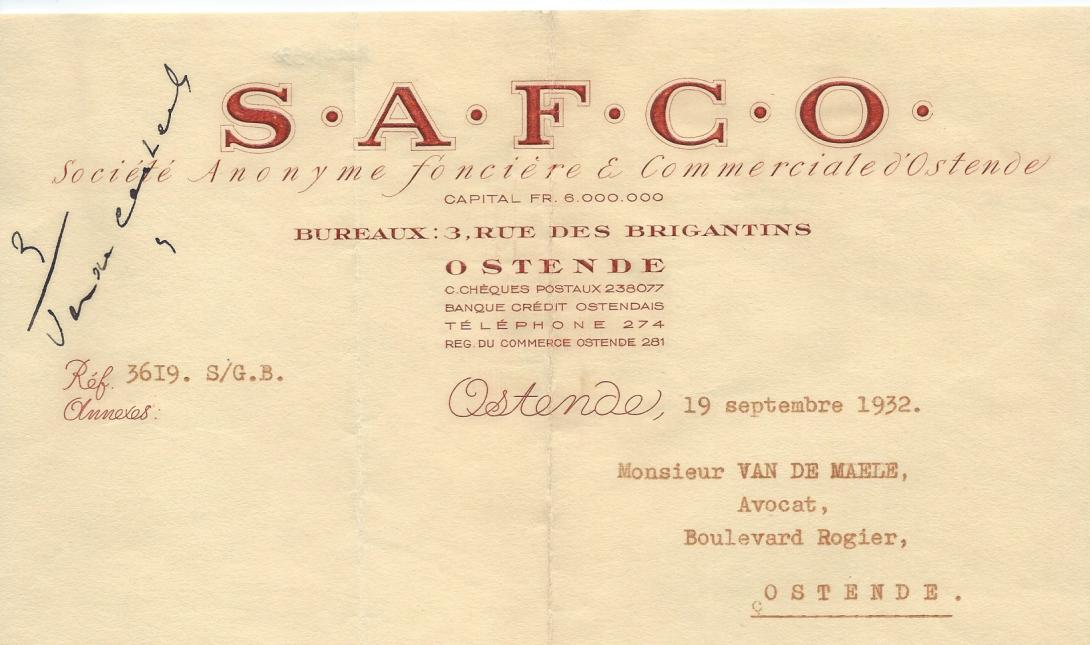 S·A·F·C·O·
Société Anonyme foncière & Commerciale d'Ostende
CAPITAL FR. 6.000.000
BUREAUX: 3, RUE DES BRIGANTINS
OSTENDE
C. CHÈQUES POSTAUX 238077
BANQUE CRÉDIT OSTENDAIS
TÉLÉPHONE 274
REG. DU COMMERCE OSTENDE 281
Réf. 3619. S/G.B.
Annexes:
Ostende, 19 septembre 1932.
Monsieur VAN DE MAELE,
Avocat,
Boulevard Rogier,
OSTENDE.